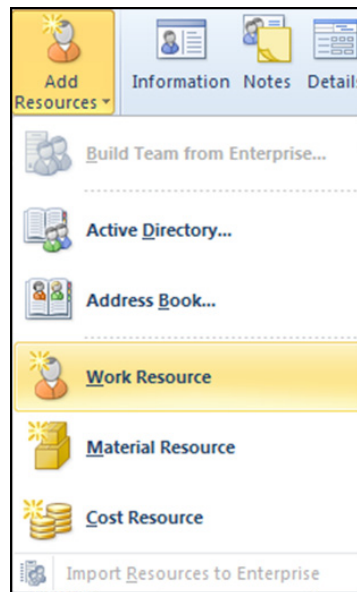 Add
Resources
Information Notes Details
Build Team from Enterprise...
Active Directory...
Address Book...
Work Resource
Material Resource
Cost Resource
Import Resources to Enterprise